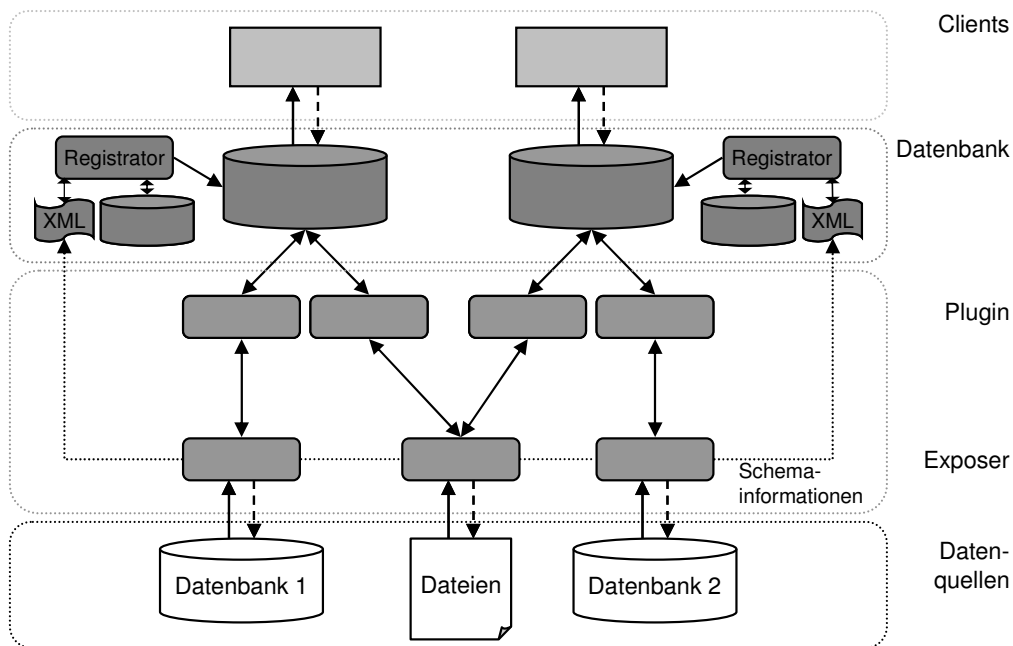 Clients
Registrator
Registrator
Datenbank
XML
XML
Plugin
Exposer
Schema-
informationen
Daten-
quellen
Datenbank 1
Dateien
Datenbank 2